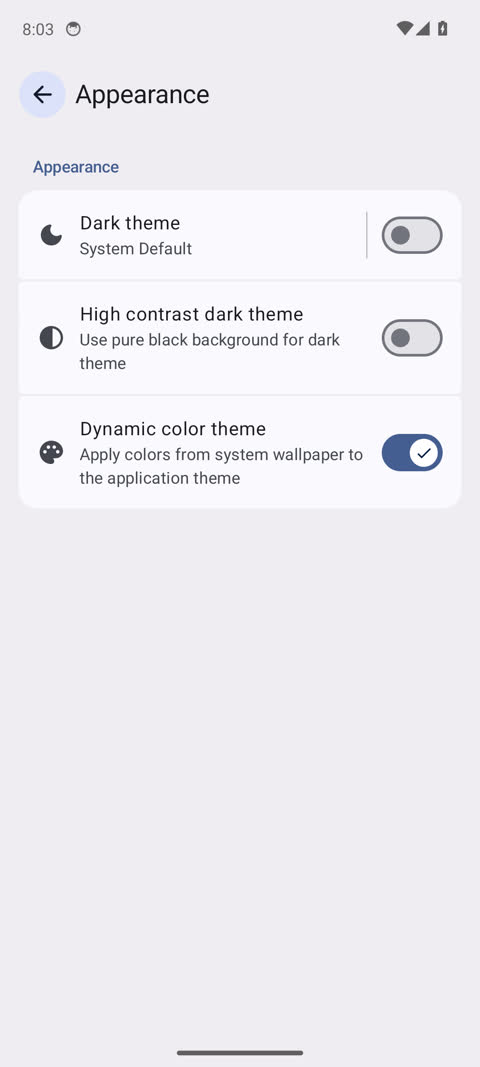 8:03
Appearance
Appearance
Dark theme
System Default
High contrast dark theme
Use pure black background for dark
theme
Dynamic color theme
Apply colors from system wallpaper to
the application theme